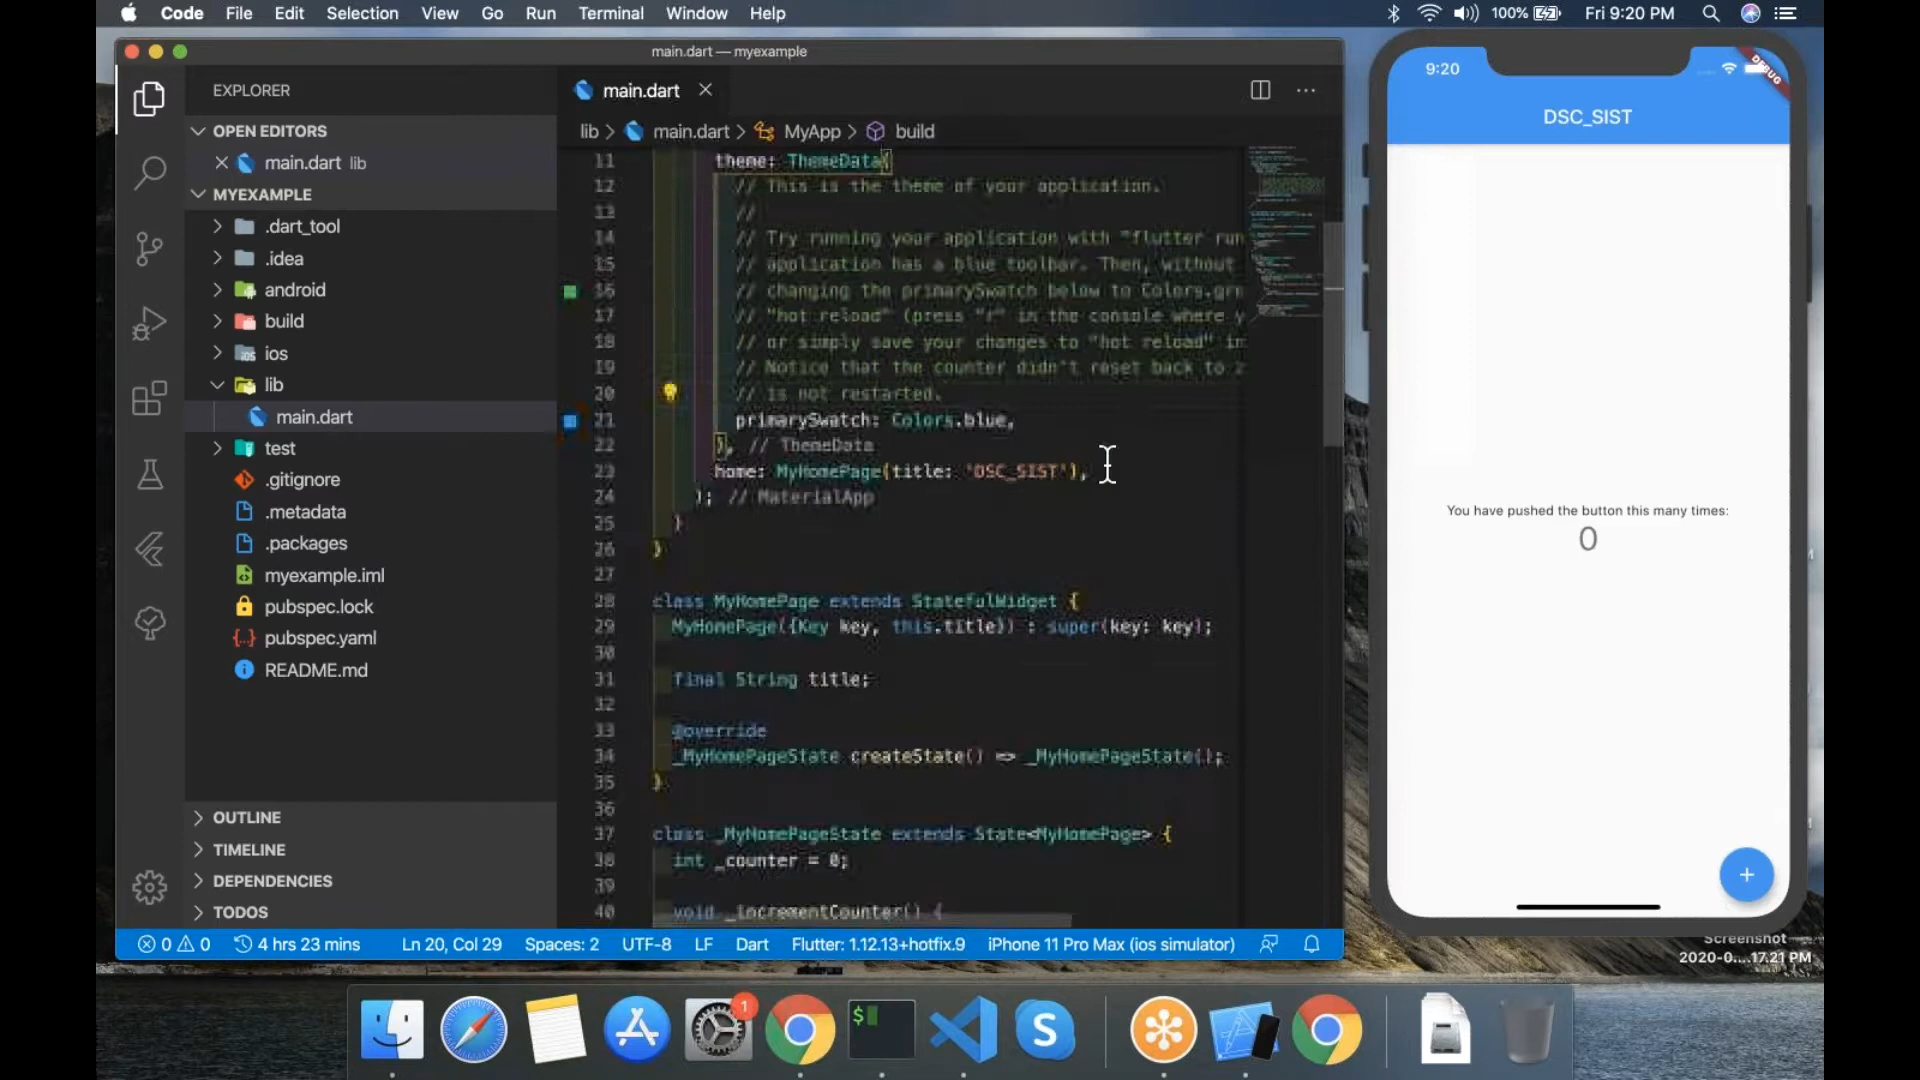 Code File Edit Selection View Go Run Terminal Window Help
100% Fri 9:20 PM
main.dart — myexample
EXPLORER
OPEN EDITORS
main.dart lib
MYEXAMPLE
.dart_tool
.idea
android
build
ios
lib
main.dart
test
.gitignore
.metadata
.packages
myexample.iml
pubspec.lock
pubspec.yaml
README.md
OUTLINE
TIMELINE
DEPENDENCIES
TODOS
main.dart
lib > main.dart > MyApp > build
11 theme: ThemeData(
12 // This is the theme of your application.
13 //
14 // Try running your application with "flutter run
15 // application has a blue toolbar. Then, without
16 // changing the primarySwatch below to Colors.gre
17 // "hot reload" (press "r" in the console where y
18 // or simply save your changes to "hot reload" in
19 // Notice that the counter didn't reset back to z
20 // is not restarted.
21 primarySwatch: Colors.blue,
22 ), // ThemeData
23 home: MyHomePage(title: 'DSC_SIST'),
24 ); // MaterialApp
25 }
26 }
27
28 class MyHomePage extends StatefulWidget {
29 MyHomePage({Key key, this.title}) : super(key: key);
30
31 final String title;
32
33 @override
34 _MyHomePageState createState() => _MyHomePageState();
35 }
36
37 class _MyHomePageState extends State<MyHomePage> {
38 int _counter = 0;
39
40 void _incrementCounter() {
0 0 4 hrs 23 mins Ln 20, Col 29 Spaces: 2 UTF-8 LF Dart Flutter: 1.12.13+hotfix.9 iPhone 11 Pro Max (ios simulator)
9:20
DEBUG
DSC_SIST
You have pushed the button this many times:
0
+
Screenshot
2020-0....17.21 PM
1
$
S